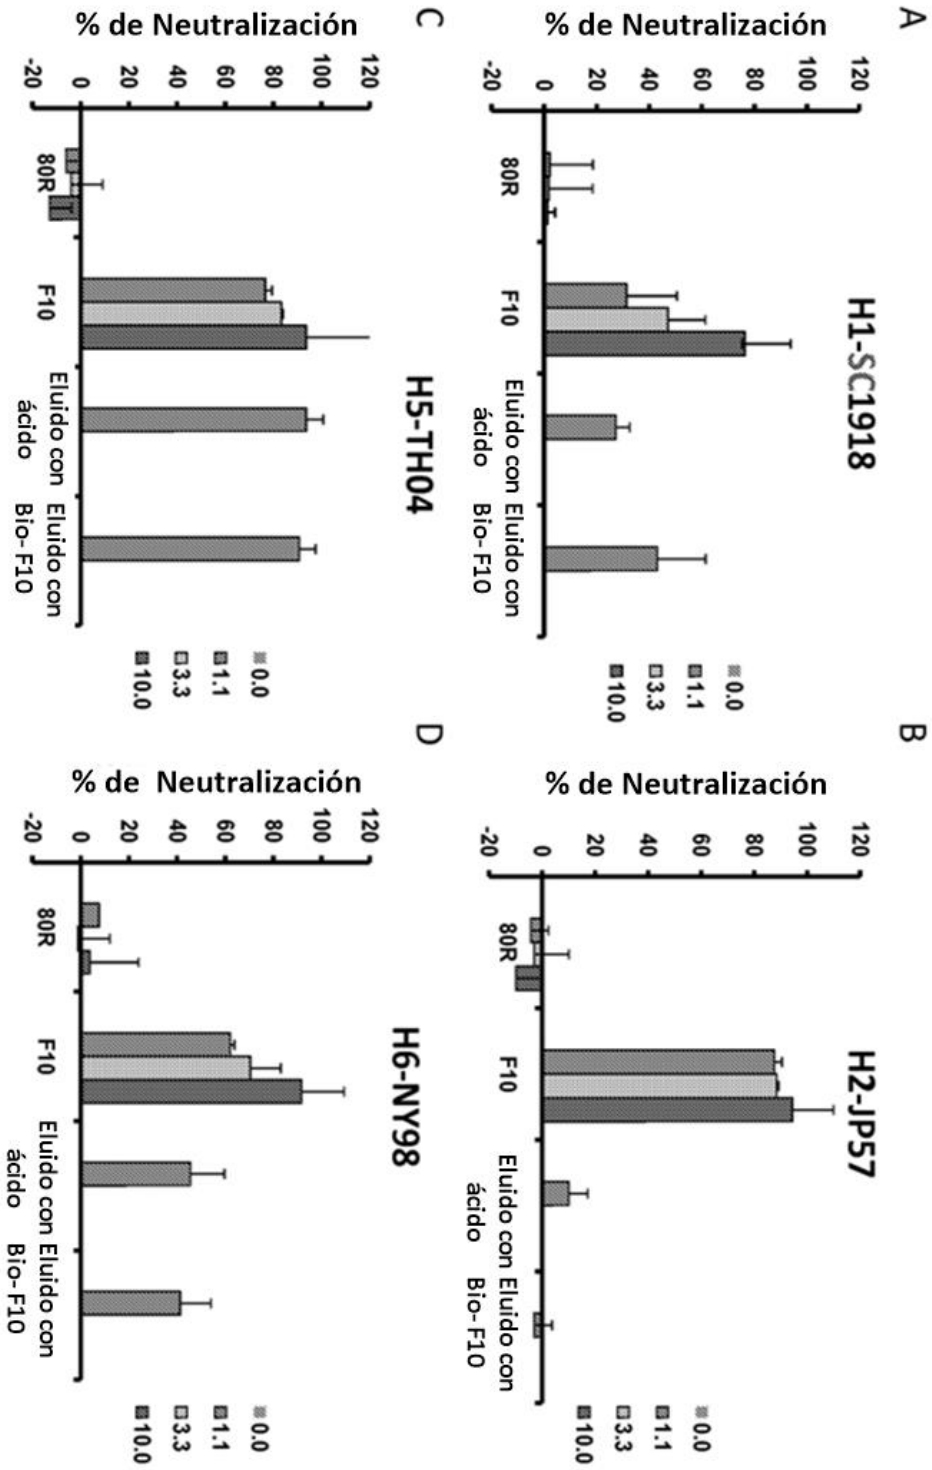 A
H1-SC1918
% de Neutralización
120
100
80
60
40
20
0
-20
80R
F10
Eluido con
ácido
Eluido con
Bio- F10
0.0
1.1
3.3
10.0
B
H2-JP57
% de Neutralización
120
100
80
60
40
20
0
-20
80R
F10
Eluido con
ácido
Eluido con
Bio- F10
0.0
1.1
3.3
10.0
C
H5-TH04
% de Neutralización
120
100
80
60
40
20
0
-20
80R
F10
Eluido con
ácido
Eluido con
Bio- F10
0.0
1.1
3.3
10.0
D
H6-NY98
% de Neutralización
120
100
80
60
40
20
0
-20
80R
F10
Eluido con
ácido
Eluido con
Bio- F10
0.0
1.1
3.3
10.0